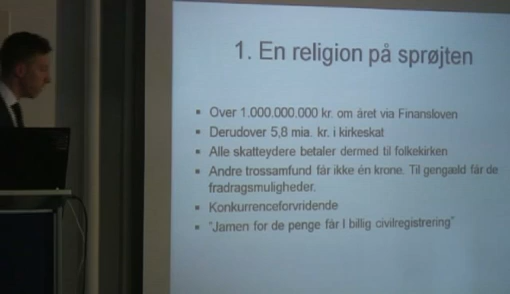 1. En religion på sprøjten
▪ Over 1.000.000.000 kr. om året via Finansloven
▪ Derudover 5,8 mia. kr. i kirkeskat
▪ Alle skatteydere betaler dermed til folkekirken
▪ Andre trossamfund får ikke én krone. Til gengæld får de
fradragsmuligheder.
▪ Konkurrenceforvridende
▪ "Jamen for de penge får I billig civilregistrering"